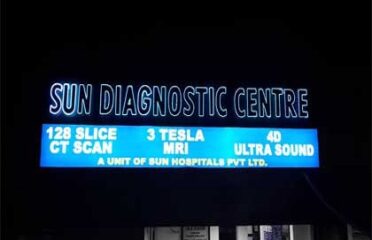 SUN DIAGNOSTIC CENTRE
128 SLICE 3 TESLA 4D
CT SCAN MRI ULTRA SOUND
A UNIT OF SUN HOSPITALS PVT LTD.